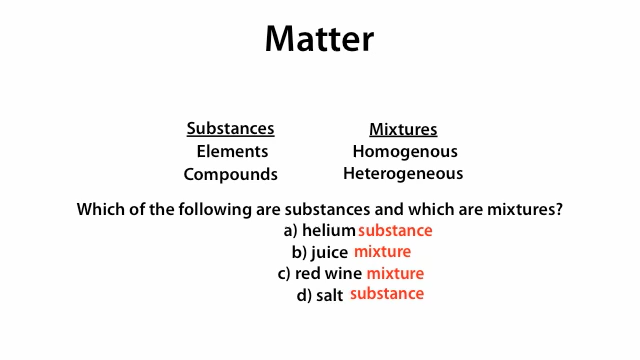 Matter
Substances Mixtures
Elements Homogenous
Compounds Heterogeneous
Which of the following are substances and which are mixtures?
a) helium substance
b) juice mixture
c) red wine mixture
d) salt substance